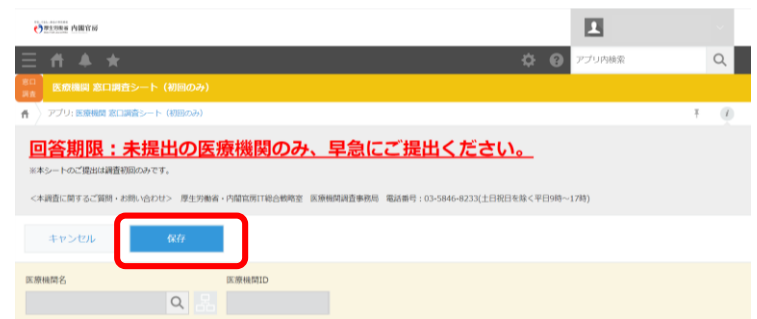 厚生労働省 内閣官房
アプリ内検索
窓口
調査
医療機関 窓口調査シート（初回のみ）
アプリ: 医療機関 窓口調査シート（初回のみ）
回答期限：未提出の医療機関のみ、早急にご提出ください。
※本シートのご提出は調査初回のみです。
＜本調査に関するご質問・お問い合わせ＞ 厚生労働省・内閣官房IT総合戦略室 医療機関調査事務局 電話番号：03-5846-8233(土日祝日を除く平日9時～17時)
キャンセル
保存
医療機関名
医療機関ID